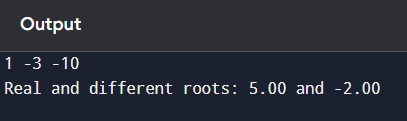 Output
1 -3 -10
Real and different roots: 5.00 and -2.00